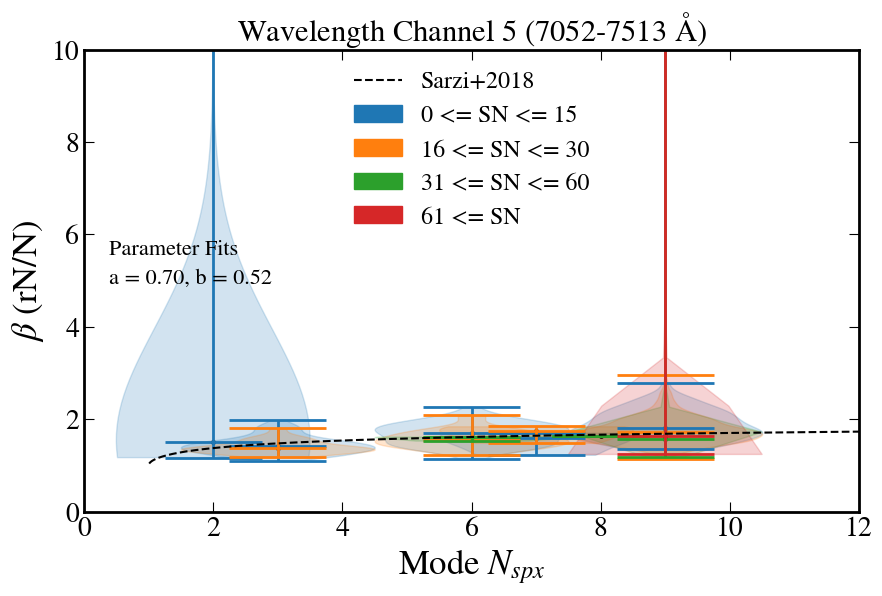 Wavelength Channel 5 (7052-7513 Å)
10
8
6
4
2
0
β (rN/N)
Sarzi+2018
0 <= SN <= 15
16 <= SN <= 30
31 <= SN <= 60
61 <= SN
Parameter Fits
a = 0.70, b = 0.52
0 2 4 6 8 10 12
Mode N_{spx}